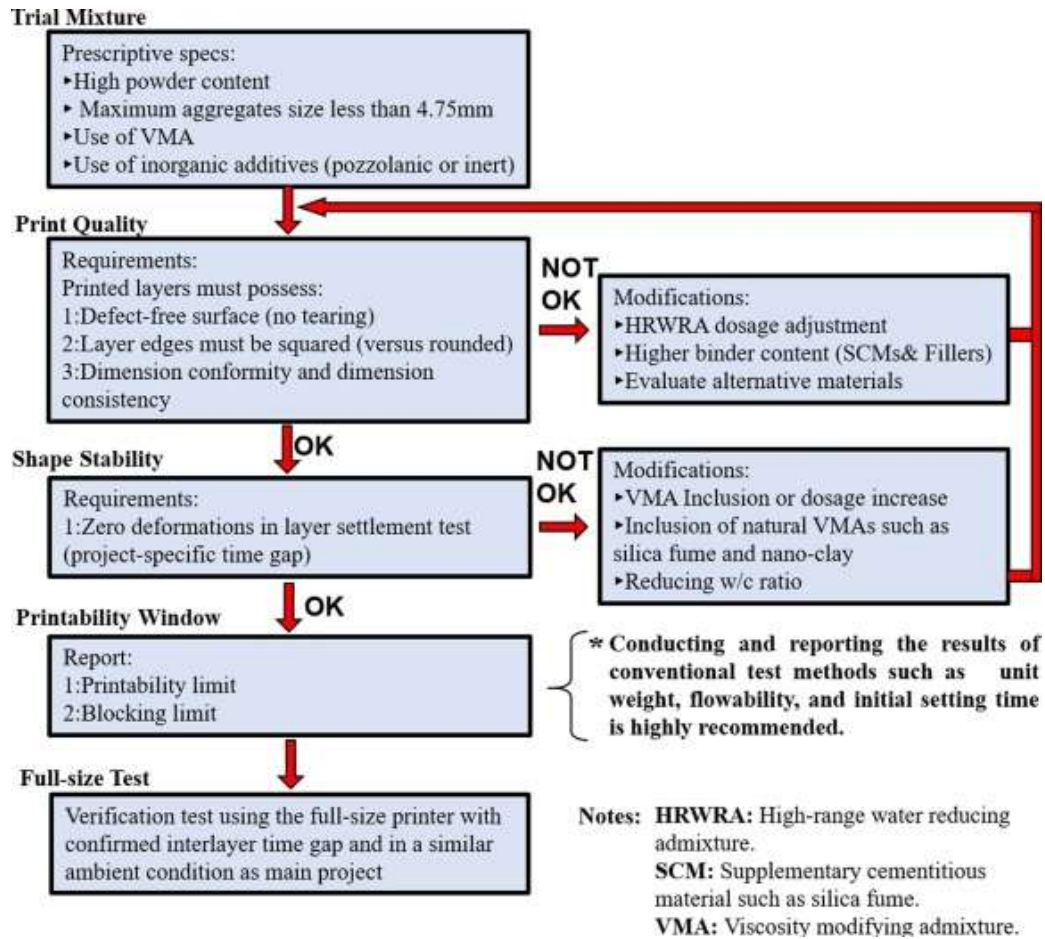 Trial Mixture
Prescriptive specs:
▸High powder content
▸ Maximum aggregates size less than 4.75mm
▸Use of VMA
▸Use of inorganic additives (pozzolanic or inert)
Print Quality
Requirements:
Printed layers must possess:
1:Defect-free surface (no tearing)
2:Layer edges must be squared (versus rounded)
3:Dimension conformity and dimension
consistency
NOT
OK
Modifications:
▸HRWRA dosage adjustment
▸Higher binder content (SCMs& Fillers)
▸Evaluate alternative materials
OK
Shape Stability
Requirements:
1:Zero deformations in layer settlement test
(project-specific time gap)
NOT
OK
Modifications:
▸VMA Inclusion or dosage increase
▸Inclusion of natural VMAs such as
silica fume and nano-clay
▸Reducing w/c ratio
OK
Printability Window
Report:
1:Printability limit
2:Blocking limit
* Conducting and reporting the results of
conventional test methods such as unit
weight, flowability, and initial setting time
is highly recommended.
Full-size Test
Verification test using the full-size printer with
confirmed interlayer time gap and in a similar
ambient condition as main project
Notes: HRWRA: High-range water reducing
admixture.
SCM: Supplementary cementitious
material such as silica fume.
VMA: Viscosity modifying admixture.